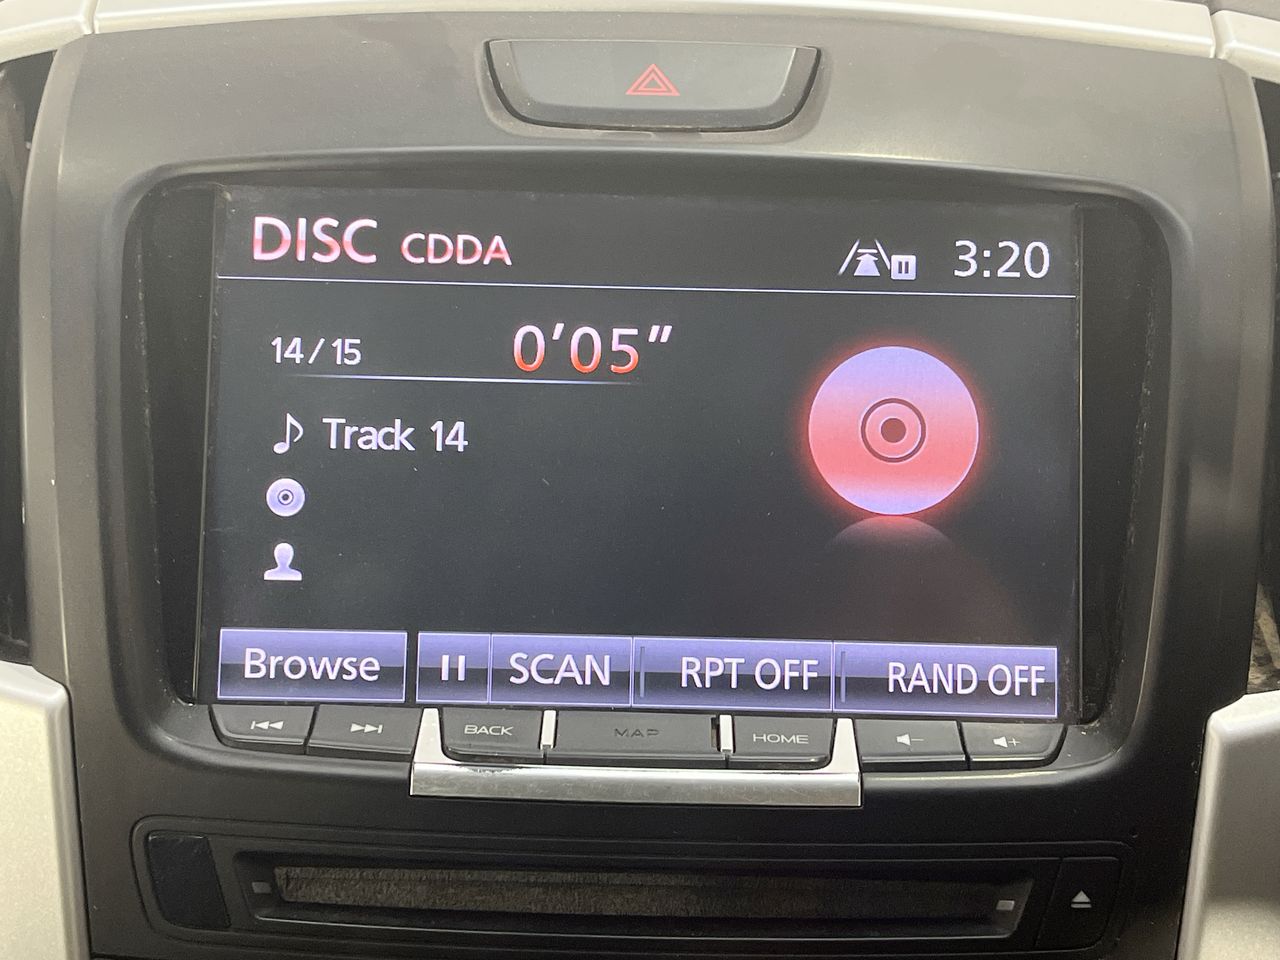 DISC CDDA 3:20
14/15 0’05”
Track 14
Browse SCAN RPT OFF RAND OFF
BACK MAP HOME